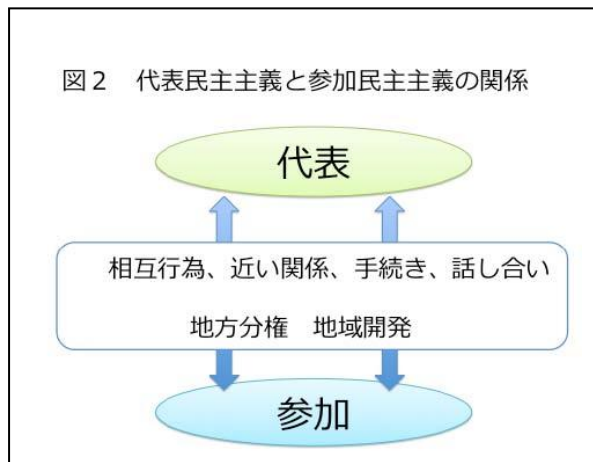 図２　代表民主主義と参加民主主義の関係
代表
相互行為、近い関係、手続き、話し合い
地方分権　地域開発
参加